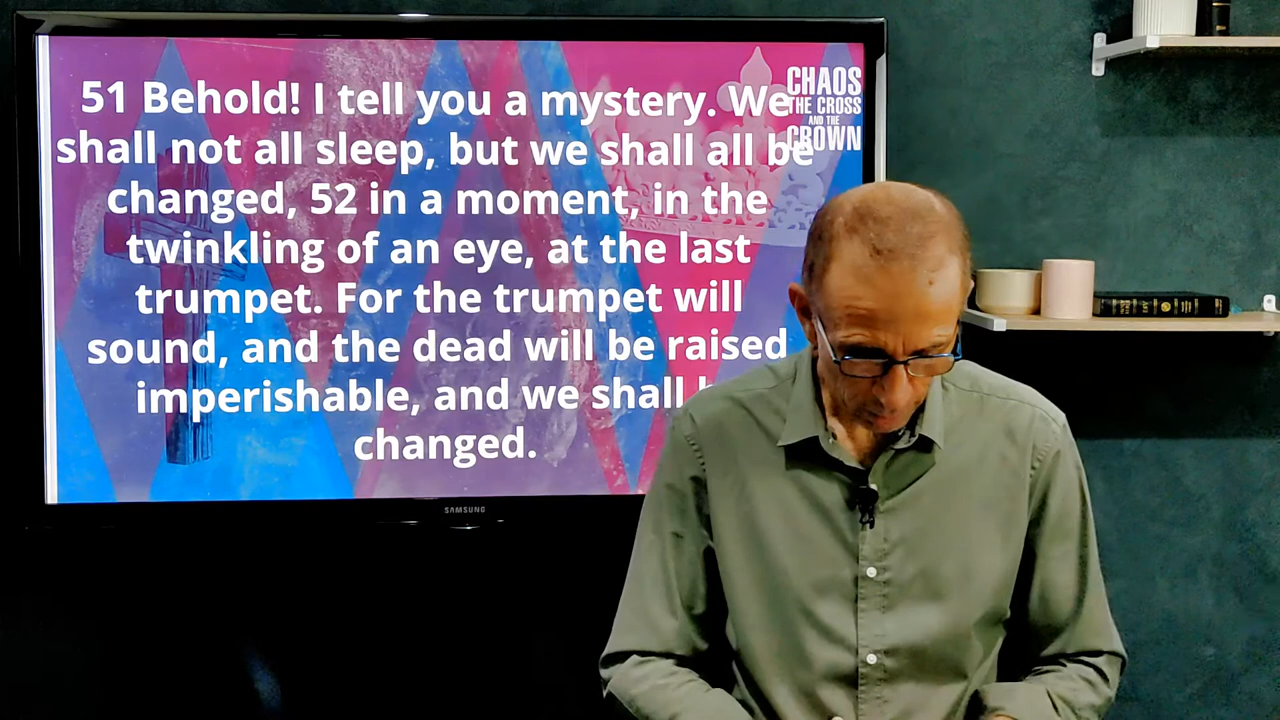 51 Behold! I tell you a mystery. We
shall not all sleep, but we shall all be
changed, 52 in a moment, in the
twinkling of an eye, at the last
trumpet. For the trumpet will
sound, and the dead will be raised
imperishable, and we shall
changed.
CHAOS
THE CROSS
AND THE
CROWN
SAMSUNG